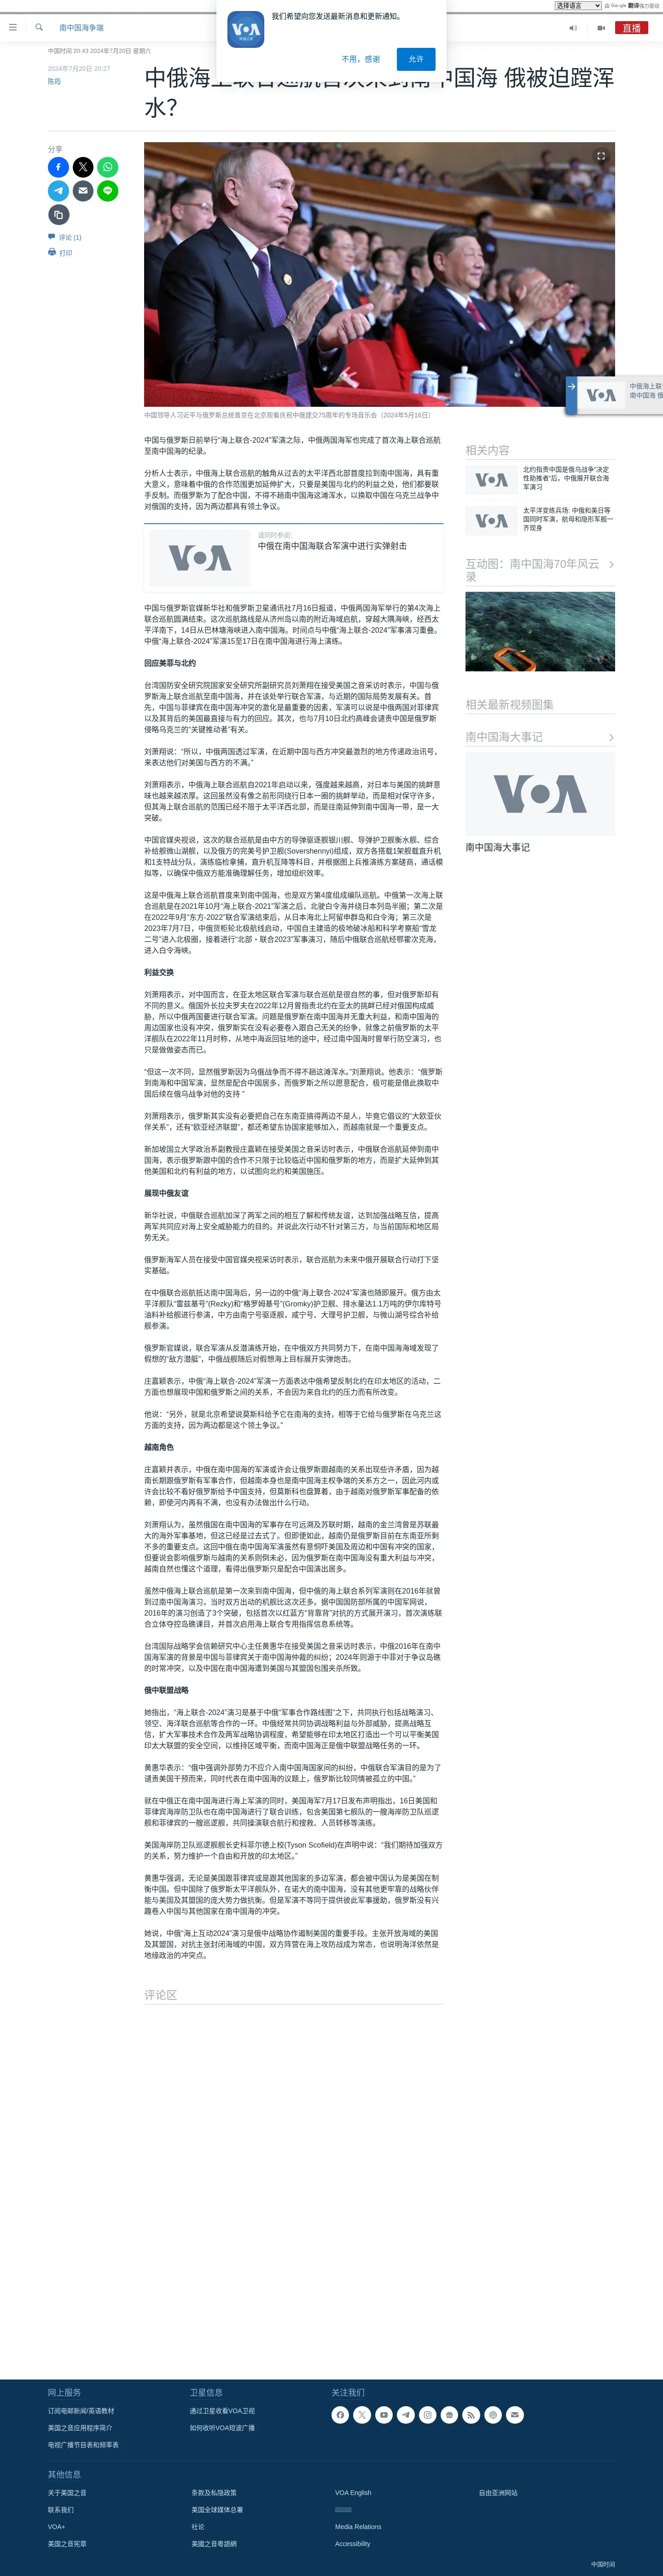 选择语言
由 Google 翻译强力驱动
我们希望向您发送最新消息和更新通知。
不用，感谢
允许
南中国海争端
直播
中国时间 20:43 2024年7月20日 星期六
2024年7月20日 20:27
陈筠
国海 俄被迫蹚浑
水？
分享
评论 (1)
打印
中国领导人习近平与俄罗斯总统普京在北京观看庆祝中俄建交75周年的专场音乐会（2024年5月16日）
中俄海上联
南中国海 俄
中国与俄罗斯日前举行“海上联合-2024”军演之际，中俄两国海军也完成了首次海上联合巡航
至南中国海的纪录。
分析人士表示，中俄海上联合巡航的触角从过去的太平洋西北部首度拉到南中国海，具有重
大意义，意味着中俄的合作范围更加延伸扩大，只要是美国与北约的利益之处，他们都要联
手反制。而俄罗斯为了配合中国，不得不趟南中国海这滩浑水，以换取中国在乌克兰战争中
对俄国的支持，因为两边都具有领土争议。
请同时参阅：
中俄在南中国海联合军演中进行实弹射击
中国与俄罗斯官媒新华社和俄罗斯卫星通讯社7月16日报道，中俄两国海军举行的第4次海上
联合巡航圆满结束。这次巡航路线是从济州岛以南的附近海域启航，穿越大隅海峡，经西太
平洋南下，14日从巴林塘海峡进入南中国海。时间点与中俄“海上联合-2024”军事演习重叠。
中俄“海上联合-2024”军演15至17日在南中国海进行海上演练。
回应美菲与北约
台湾国防安全研究院国家安全研究所副研究员刘萧翔在接受美国之音采访时表示，中国与俄
罗斯海上联合巡航至南中国海，并在该处举行联合军演，与近期的国际局势发展有关。首
先，中国与菲律宾在南中国海冲突的激化是最重要的因素，军演可以说是中俄两国对菲律宾
以及其背后的美国最直接与有力的回应。其次，也与7月10日北约高峰会谴责中国是俄罗斯
侵略乌克兰的“关键推动者”有关。
刘萧翔说：“所以，中俄两国透过军演，在近期中国与西方冲突最激烈的地方传递政治讯号，
来表达他们对美国与西方的不满。”
刘萧翔表示，中俄海上联合巡航自2021年启动以来，强度越来越高，对日本与美国的挑衅意
味也越来越浓厚。这回虽然没有像之前形同绕行日本一圈的挑衅举动，而是相对保守许多，
但其海上联合巡航的范围已经不限于太平洋西北部，而是往南延伸到南中国海一带，是一大
突破。
中国官媒央视说，这次的联合巡航是由中方的导弹驱逐舰银川舰、导弹护卫舰衡水舰、综合
补给舰微山湖舰，以及俄方的完美号护卫舰(Sovershennyi)组成，双方各搭载1架舰载直升机
和1支特战分队，演练临检拿捕，直升机互降等科目，并根据图上兵推演练方案磋商，通话模
拟等，以确保中俄双方能准确理解任务，增加组织效率。
这是中俄海上联合巡航首度来到南中国海，也是双方第4度组成编队巡航。中俄第一次海上联
合巡航是在2021年10月“海上联合-2021”军演之后，北驶白令海并绕日本列岛半圈；第二次是
在2022年9月“东方-2022”联合军演结束后，从日本海北上阿留申群岛和白令海；第三次是
2023年7月7日，中俄货柜轮北极航线启动，中国自主建造的极地破冰船和科学考察船“雪龙
二号”进入北极圈，接着进行“北部・联合2023”军事演习，随后中俄联合巡航经鄂霍次克海，
进入白令海峡。
利益交换
刘萧翔表示，对中国而言，在亚太地区联合军演与联合巡航是很自然的事，但对俄罗斯却有
不同的意义。俄国外长拉夫罗夫在2022年12月曾指责北约在亚太的挑衅已经对俄国构成威
胁，所以中俄两国要进行联合军演。问题是俄罗斯在南中国海并无重大利益，和南中国海的
周边国家也没有冲突，俄罗斯实在没有必要卷入跟自己无关的纷争，就像之前俄罗斯的太平
洋舰队在2022年11月时称，从地中海返回驻地的途中，经过南中国海时曾举行防空演习，也
只是做做姿态而已。
“但这一次不同，显然俄罗斯因为乌俄战争而不得不趟这滩浑水。”刘萧翔说。他表示：“俄罗斯
到南海和中国军演，显然是配合中国居多，而俄罗斯之所以愿意配合，极可能是借此换取中
国后续在俄乌战争对他的支持 ”
刘萧翔表示，俄罗斯其实没有必要把自己在东南亚搞得两边不是人，毕竟它倡议的“大欧亚伙
伴关系”，还有“欧亚经济联盟”，都还希望东协国家能够加入，而越南就是一个重要支点。
新加坡国立大学政治系副教授庄嘉颖在接受美国之音采访时表示，中俄联合巡航延伸到南中
国海，表示俄罗斯跟中国的合作不只限于比较临近中国和俄罗斯的地方，而是扩大延伸到其
他美国和北约有利益的地方，以试图向北约和美国施压。
展现中俄友谊
新华社说，中俄联合巡航加深了两军之间的相互了解和传统友谊，达到加强战略互信，提高
两军共同应对海上安全威胁能力的目的。并说此次行动不针对第三方，与当前国际和地区局
势无关。
俄罗斯海军人员在接受中国官媒央视采访时表示，联合巡航为未来中俄开展联合行动打下坚
实基础。
在中俄联合巡航抵达南中国海后，另一边的中俄“海上联合-2024”军演也随即展开。俄方由太
平洋舰队“雷兹基号”(Rezky)和“格罗姆基号”(Gromky)护卫舰、排水量达1.1万吨的伊尔库特号
油料补给舰进行参演，中方由南宁号驱逐舰，咸宁号、大理号护卫舰，与微山湖号综合补给
舰参演。
俄罗斯官媒说，联合军演从反潜演练开始，在中俄双方共同努力下，在南中国海海域发现了
假想的“敌方潜艇”，中俄战舰随后对假想海上目标展开实弹炮击。
庄嘉颖表示，中俄“海上联合-2024”军演一方面表达中俄希望反制北约在印太地区的活动，二
方面也想展现中国和俄罗斯之间的关系，不会因为来自北约的压力而有所改变。
他说：“另外，就是北京希望说莫斯科给予它在南海的支持，相等于它给与俄罗斯在乌克兰这
方面的支持，因为两边都是这个领土争议。”
越南角色
庄嘉颖并表示，中俄在南中国海的军演或许会让俄罗斯跟越南的关系出现些许矛盾，因为越
南长期跟俄罗斯有军事合作，但越南本身也是南中国海主权争端的关系方之一，因此河内或
许会比较不看好俄罗斯给予中国支持，但莫斯科也盘算着，由于越南对俄罗斯军事配备的依
赖，即使河内再有不满，也没有办法做出什么行动。
刘萧翔认为，虽然俄国在南中国海的军事存在可远溯及苏联时期，越南的金兰湾曾是苏联最
大的海外军事基地，但这已经是过去式了。但即便如此，越南仍是俄罗斯目前在东南亚所剩
不多的重要支点。这回中俄在南中国海军演虽然有意恫吓美国及周边和中国有冲突的国家，
但要说会影响俄罗斯与越南的关系则倒未必，因为俄罗斯在南中国海没有重大利益与冲突，
越南自然也懂这个道理，看得出俄罗斯只是配合中国演出居多。
虽然中俄海上联合巡航是第一次来到南中国海，但中俄的海上联合系列军演则在2016年就曾
到过南中国海演习，当时双方出动的机舰比这次还多。据中国国防部所属的中国军网说，
2016年的演习创造了3个突破，包括首次以红蓝方“背靠背”对抗的方式展开演习，首次演练联
合立体夺控岛礁课目，并首次启用海上联合专用指挥信息系统等。
台湾国际战略学会信赖研究中心主任黄惠华在接受美国之音采访时表示，中俄2016年在南中
国海军演的背景是中国与菲律宾关于南中国海仲裁的纠纷；2024年则源于中菲对于争议岛礁
的时常冲突，以及中国在南中国海遭到美国与其盟国包围夹杀所致。
俄中联盟战略
她指出，“海上联合-2024”演习是基于中俄“军事合作路线图”之下，共同执行包括战略演习、
领空、海洋联合巡航等合作的一环。中俄经常共同协调战略利益与外部威胁，提高战略互
信，扩大军事技术合作及两军战略协调程度，希望能够在印太地区打造出一个可以平衡美国
印太大联盟的安全空间，以维持区域平衡，而南中国海正是俄中联盟战略任务的一环。
黄惠华表示：“俄中强调外部势力不应介入南中国海国家间的纠纷，中俄联合军演目的是为了
谴责美国干预而来，同时代表在南中国海的议题上，俄罗斯比较同情被孤立的中国。”
就在中俄正在南中国海进行海上军演的同时，美国海军7月17日发布声明指出，16日美国和
菲律宾海岸防卫队也在南中国海进行了联合训练，包含美国第七舰队的一艘海岸防卫队巡逻
舰和菲律宾的一艘巡逻舰，共同操演联合航行和搜救、人员转移等演练。
美国海岸防卫队巡逻舰舰长史科菲尔德上校(Tyson Scofield)在声明中说：“我们期待加强双方
的关系，努力维护一个自由和开放的印太地区。”
黄惠华强调，无论是美国跟菲律宾或是跟其他国家的多边军演，都会被中国认为是美国在制
衡中国。但中国除了俄罗斯太平洋舰队外，在诺大的南中国海，没有其他更牢靠的战略伙伴
能与美国及其盟国的庞大势力做抗衡。但是军演不等同于提供彼此军事援助，俄罗斯没有兴
趣卷入中国与其他国家在南中国海的冲突。
她说，中俄“海上互动2024”演习是俄中战略协作遏制美国的重要手段。主张开放海域的美国
及其盟国，对抗主张封闭海域的中国，双方阵营在海上攻防战成为常态，也说明海洋依然是
地缘政治的冲突点。
相关内容
北约指责中国是俄乌战争“决定
性助推者”后，中俄展开联合海
军演习
太平洋变练兵场: 中俄和美日等
国同时军演，航母和隐形军舰一
齐现身
互动图：南中国海70年风云
录
相关最新视频图集
南中国海大事记
南中国海大事记
评论区
网上服务
订阅电邮新闻/英语教材
美国之音应用程序简介
电视广播节目表和频率表
卫星信息
通过卫星收看VOA卫视
如何收听VOA短波广播
关注我们
其他信息
关于美国之音
联系我们
VOA+
美国之音宪章
条款及私隐政策
美国全球媒体总署
社论
美國之音粵語網
VOA English
Media Relations
Accessibility
自由亚洲网站
中国时间